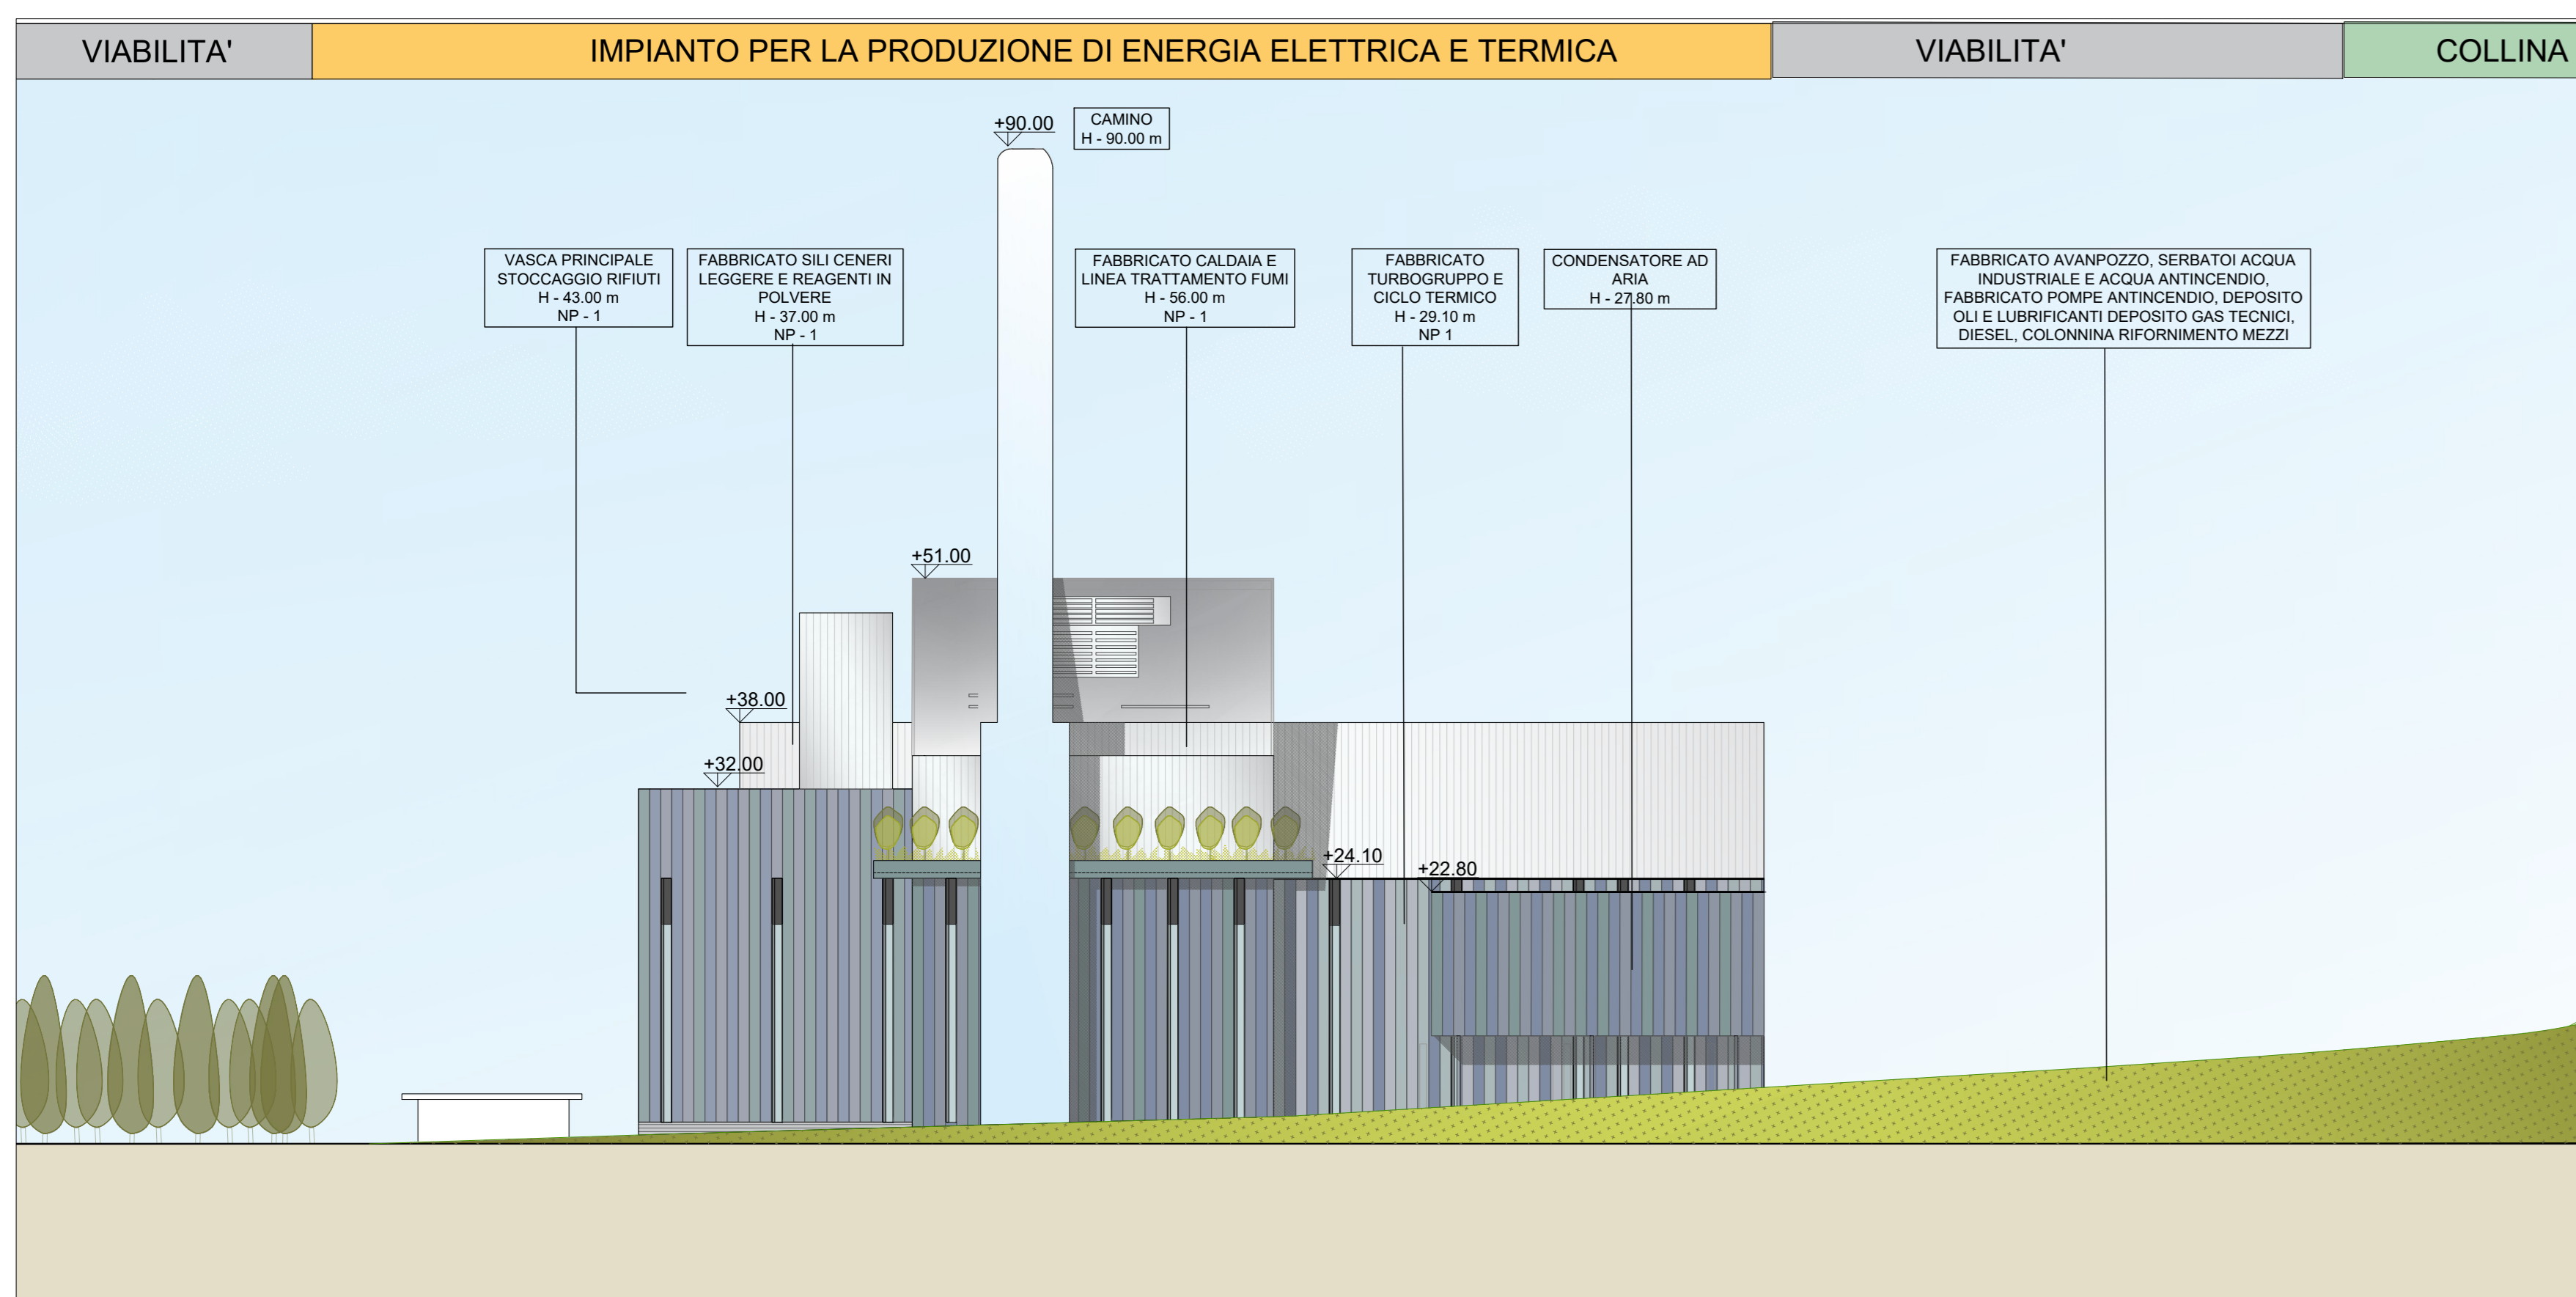 VIABILITA'
IMPIANTO PER LA PRODUZIONE DI ENERGIA ELETTRICA E TERMICA
VIABILITA'
COLLINA
+90.00
CAMINO
H - 90.00 m
VASCA PRINCIPALE
STOCCAGGIO RIFIUTI
H - 43.00 m
NP - 1
FABBRICATO SILI CENERI
LEGGERE E REAGENTI IN
POLVERE
H - 37.00 m
NP - 1
FABBRICATO CALDAIA E
LINEA TRATTAMENTO FUMI
H - 56.00 m
NP - 1
FABBRICATO
TURBOGRUPPO E
CICLO TERMICO
H - 29.10 m
NP 1
CONDENSATORE AD
ARIA
H - 27.80 m
FABBRICATO AVANPOZZO, SERBATOI ACQUA
INDUSTRIALE E ACQUA ANTINCENDIO,
FABBRICATO POMPE ANTINCENDIO, DEPOSITO
OLI E LUBRIFICANTI DEPOSITO GAS TECNICI,
DIESEL, COLONNINA RIFORNIMENTO MEZZI
+51.00
+38.00
+32.00
+24.10
+22.80